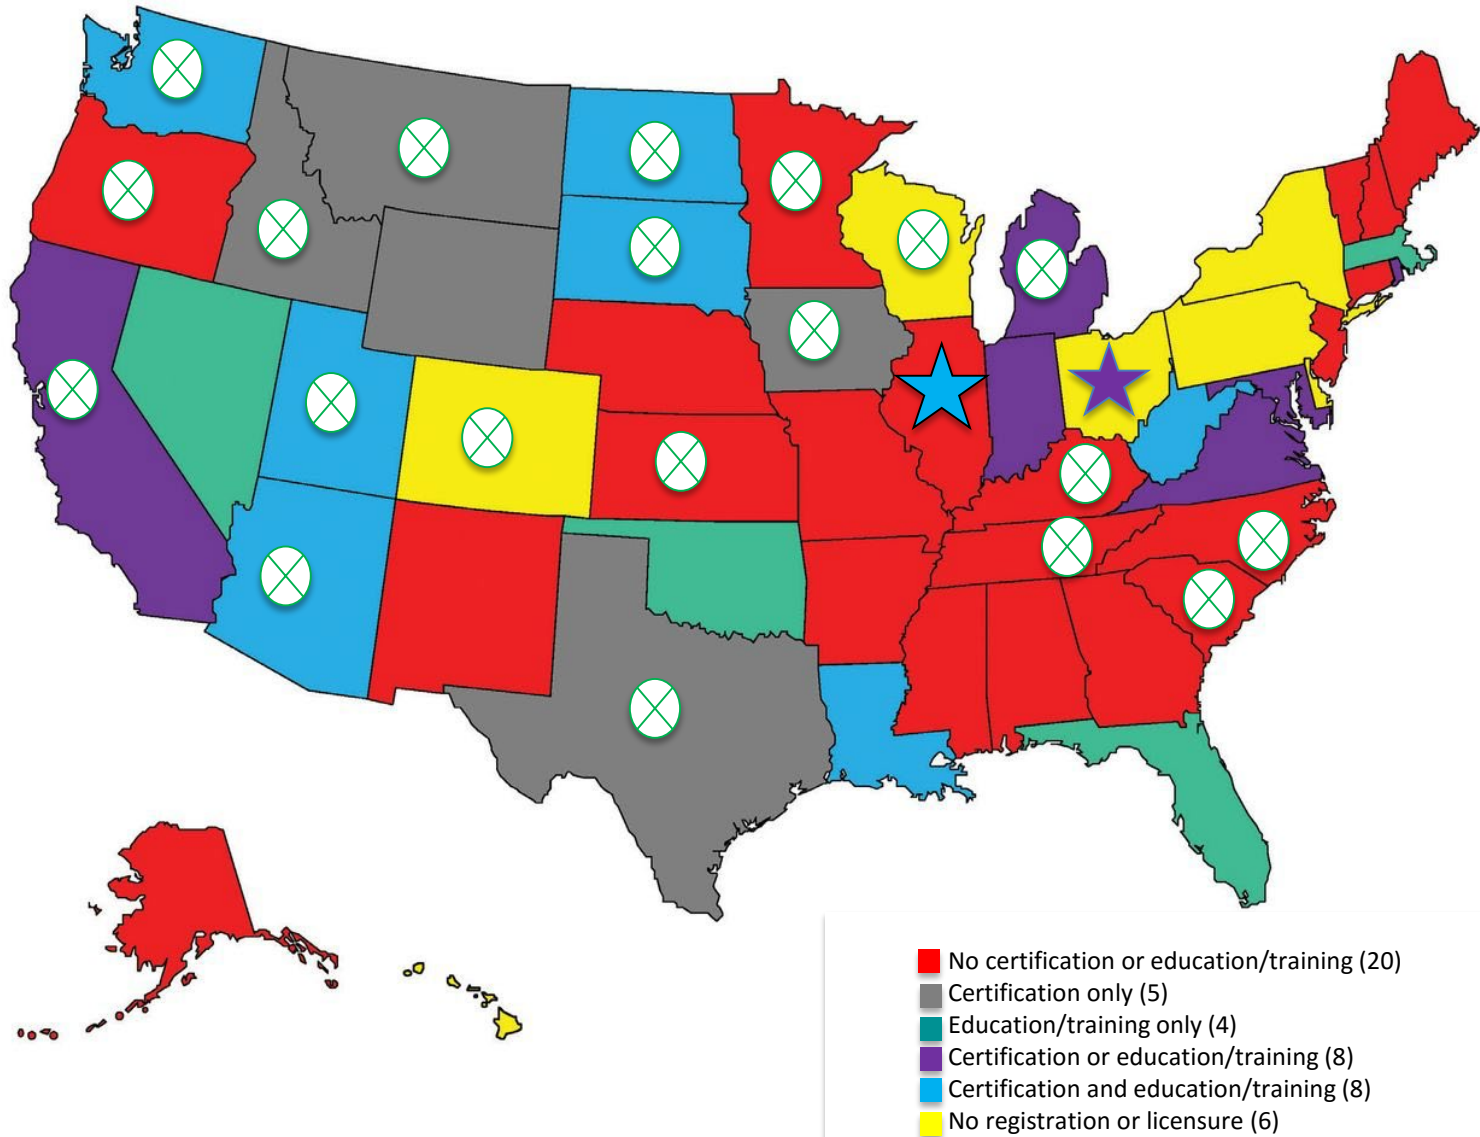 No certification or education/training (20)
Certification only (5)
Education/training only (4)
Certification or education/training (8)
Certification and education/training (8)
No registration or licensure (6)